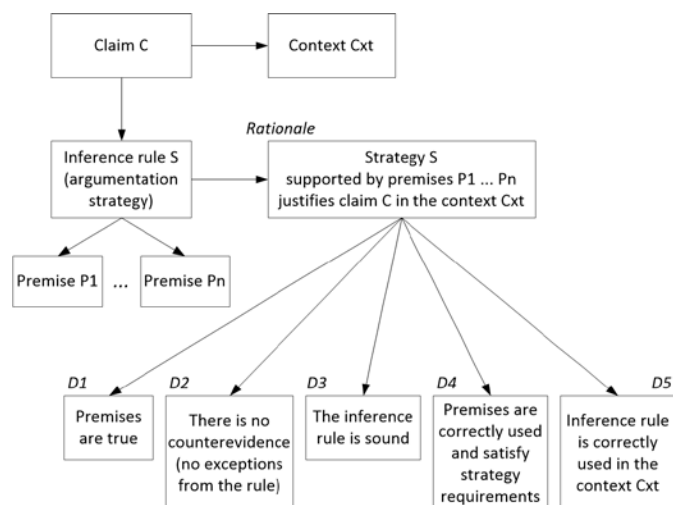 Claim C
Context Cxt
Rationale
Inference rule S
(argumentation
strategy)
Strategy S
supported by premises P1 ... Pn
justifies claim C in the context Cxt
Premise P1
...
Premise Pn
D1
D2
D3
D4
D5
Premises
are true
There is no
counterevidence
(no exceptions
from the rule)
The inference
rule is sound
Premises are
correctly used
and satisfy
strategy
requirements
Inference rule
is correctly
used in the
context Cxt